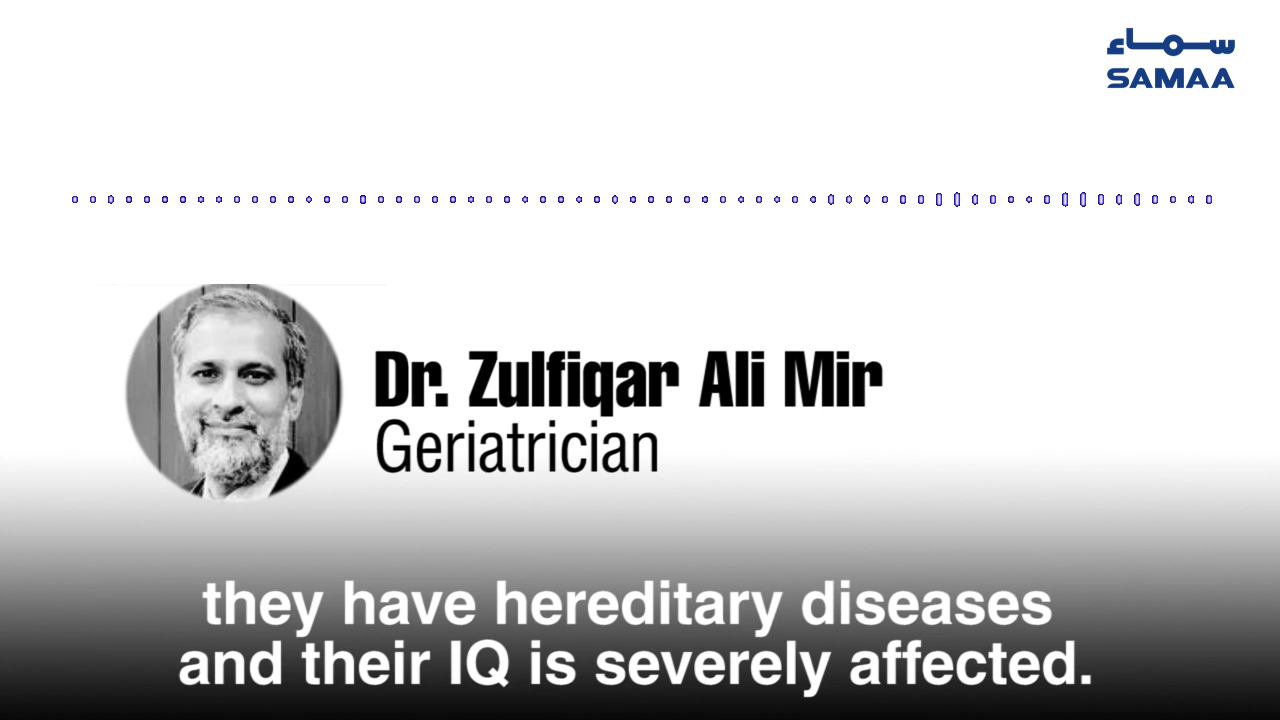 سماء
SAMAA
Dr. Zulfiqar Ali Mir
Geriatrician
they have hereditary diseases
and their IQ is severely affected.